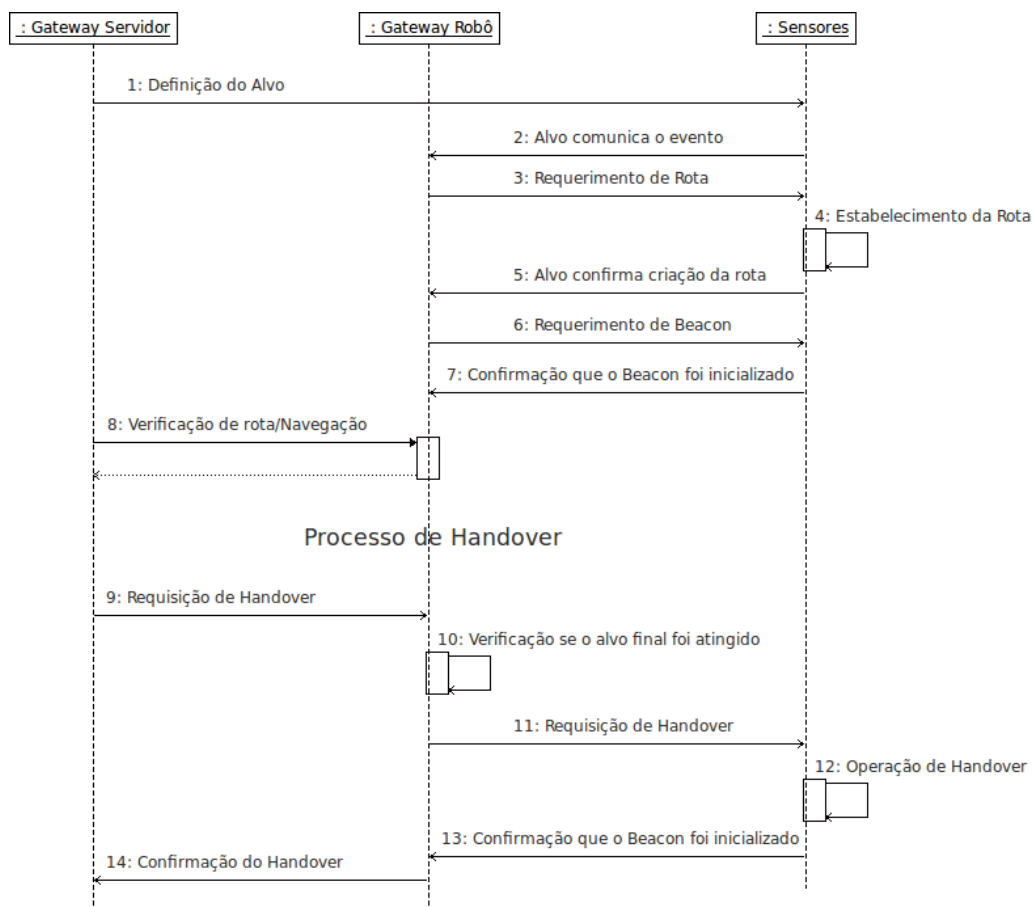 : Gateway Servidor
: Gateway Robô
: Sensores
1: Definição do Alvo
2: Alvo comunica o evento
3: Requerimento de Rota
4: Estabelecimento da Rota
5: Alvo confirma criação da rota
6: Requerimento de Beacon
7: Confirmação que o Beacon foi inicializado
8: Verificação de rota/Navegação
Processo de Handover
9: Requisição de Handover
10: Verificação se o alvo final foi atingido
11: Requisição de Handover
12: Operação de Handover
13: Confirmação que o Beacon foi inicializado
14: Confirmação do Handover